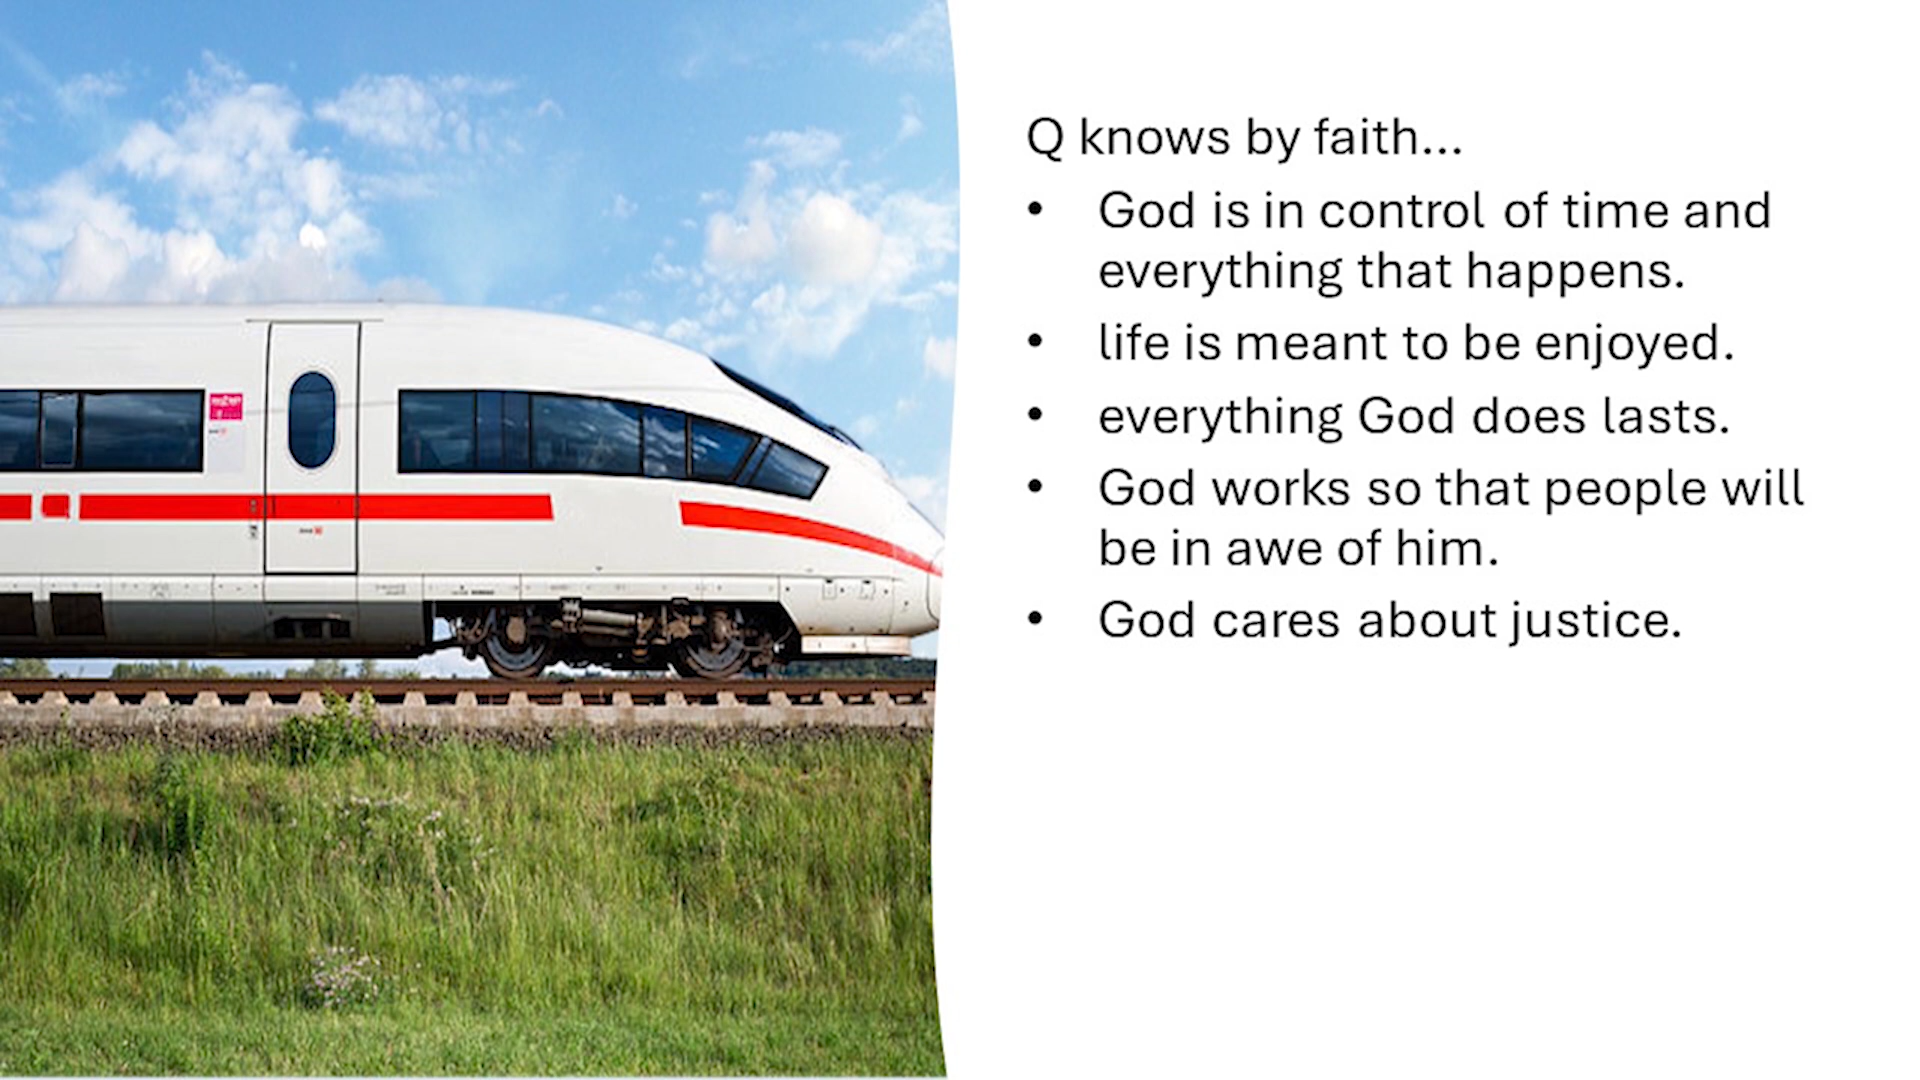 Q knows by faith...
• God is in control of time and
everything that happens.
• life is meant to be enjoyed.
• everything God does lasts.
• God works so that people will
be in awe of him.
• God cares about justice.